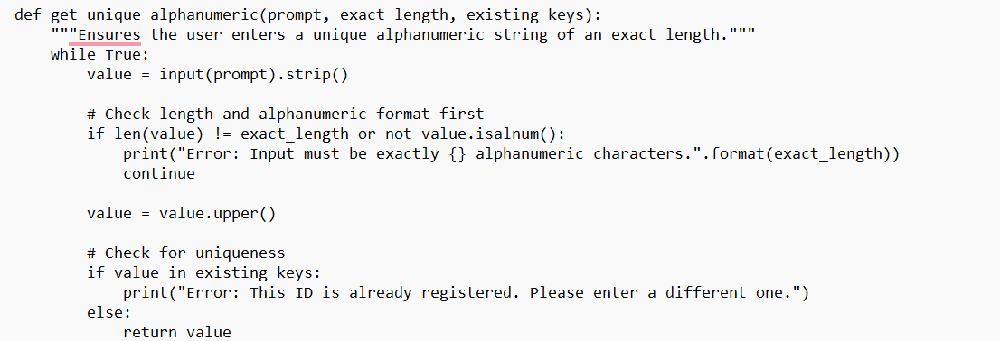 def get_unique_alphanumeric(prompt, exact_length, existing_keys):
    """Ensures the user enters a unique alphanumeric string of an exact length."""
    while True:
        value = input(prompt).strip()

        # Check length and alphanumeric format first
        if len(value) != exact_length or not value.isalnum():
            print("Error: Input must be exactly {} alphanumeric characters.".format(exact_length))
            continue

        value = value.upper()

        # Check for uniqueness
        if value in existing_keys:
            print("Error: This ID is already registered. Please enter a different one.")
        else:
            return value